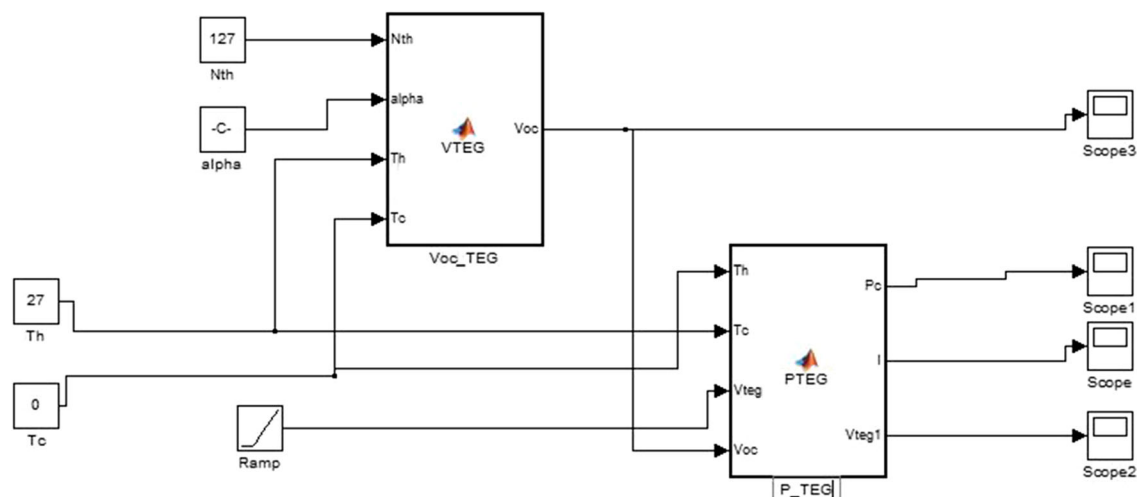 127
Nth
-C-
alpha
27
Th
0
Tc
Ramp
Nth
alpha
Th
Tc
VTEG
Voc
Voc_TEG
Th
Tc
Vteg
Voc
PTEG
Pc
I
Vteg1
P_TEG
Scope3
Scope1
Scope
Scope2